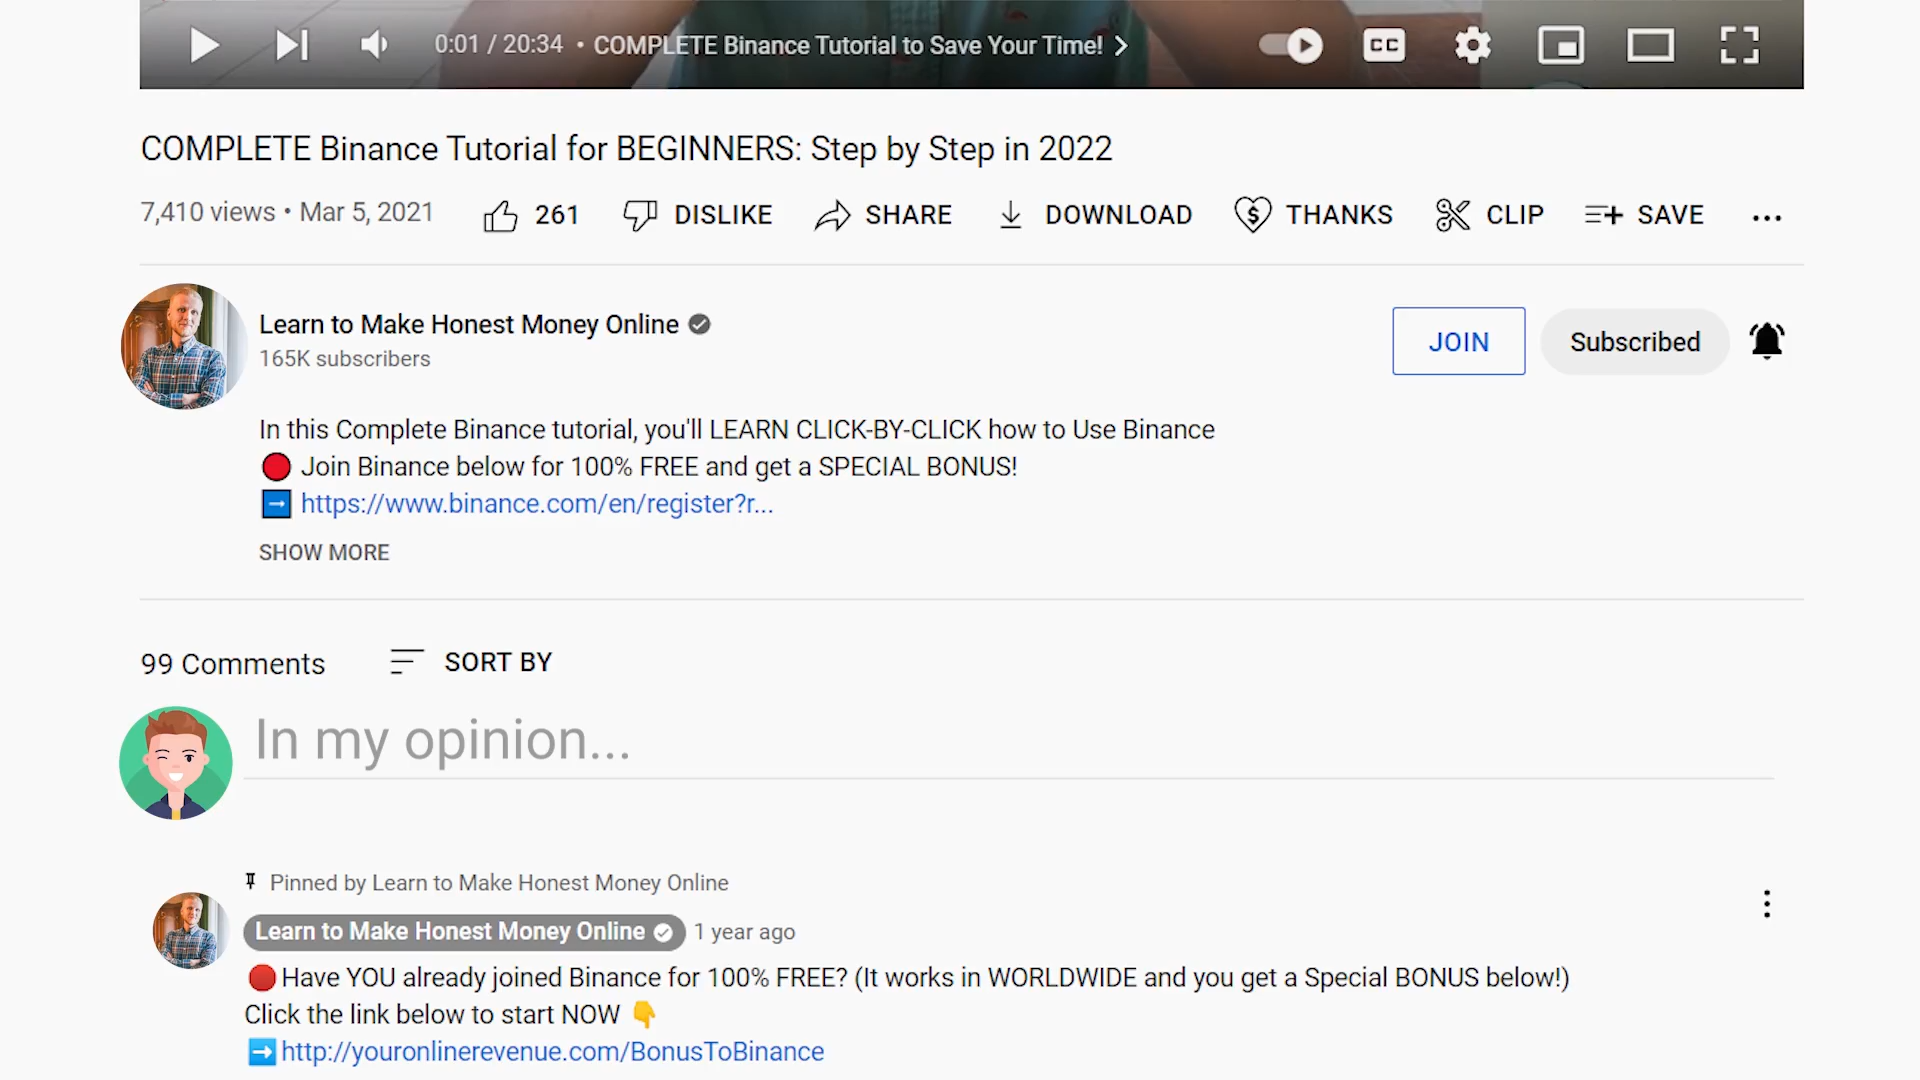 0:01 / 20:34 • COMPLETE Binance Tutorial to Save Your Time!
CC
COMPLETE Binance Tutorial for BEGINNERS: Step by Step in 2022
7,410 views • Mar 5, 2021 261 DISLIKE SHARE DOWNLOAD THANKS CLIP SAVE
Learn to Make Honest Money Online
165K subscribers
JOIN Subscribed
In this Complete Binance tutorial, you'll LEARN CLICK-BY-CLICK how to Use Binance
🔴 Join Binance below for 100% FREE and get a SPECIAL BONUS!
➡️ https://www.binance.com/en/register?r...
SHOW MORE
99 Comments SORT BY
In my opinion...
Pinned by Learn to Make Honest Money Online
Learn to Make Honest Money Online 1 year ago
🔴Have YOU already joined Binance for 100% FREE? (It works in WORLDWIDE and you get a Special BONUS below!)
Click the link below to start NOW 👇
➡️http://youronlinerevenue.com/BonusToBinance